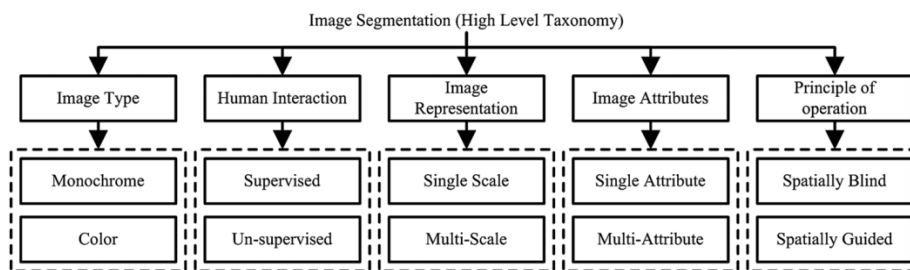 Image Segmentation (High Level Taxonomy)
Image Type
Human Interaction
Image
Representation
Image Attributes
Principle of
operation
Monochrome
Supervised
Single Scale
Single Attribute
Spatially Blind
Color
Un-supervised
Multi-Scale
Multi-Attribute
Spatially Guided